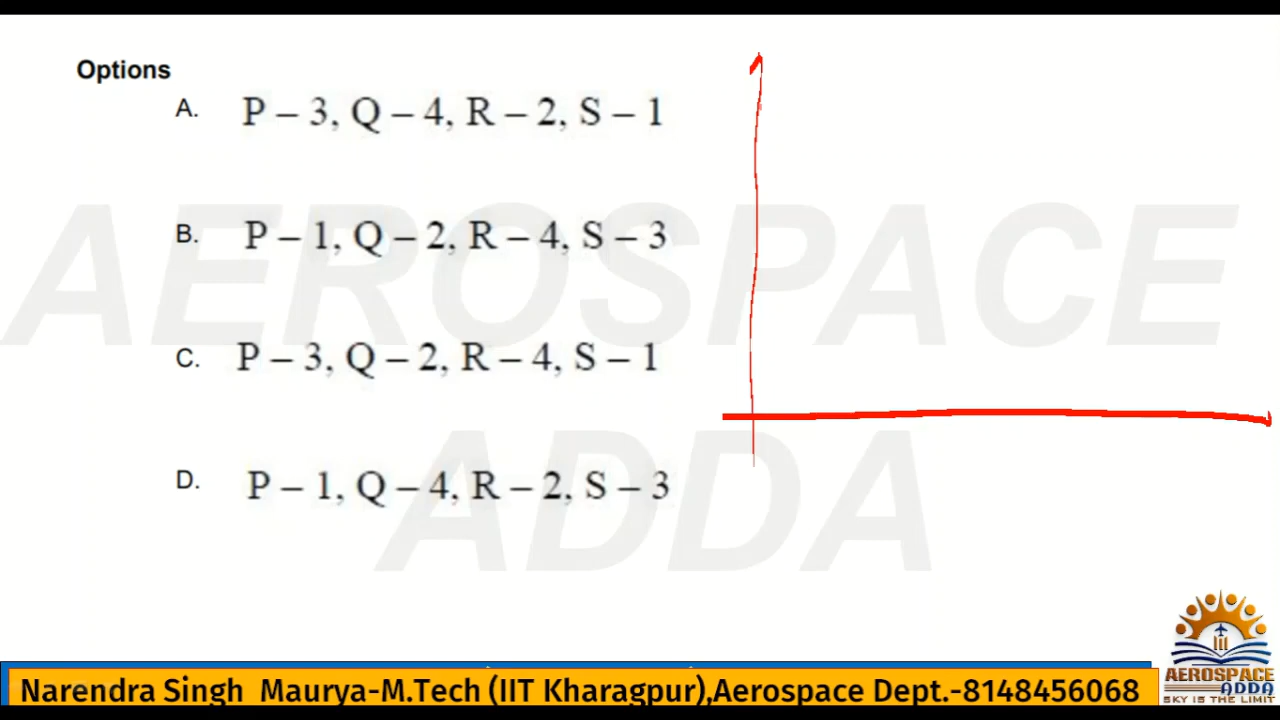 Options
A. P – 3, Q – 4, R – 2, S – 1
B. P – 1, Q – 2, R – 4, S – 3
C. P – 3, Q – 2, R – 4, S – 1
D. P – 1, Q – 4, R – 2, S – 3
AEROSPACE
ADDA
Narendra Singh Maurya-M.Tech (IIT Kharagpur),Aerospace Dept.-8148456068
AEROSPACE
ADDA
SKY IS THE LIMIT